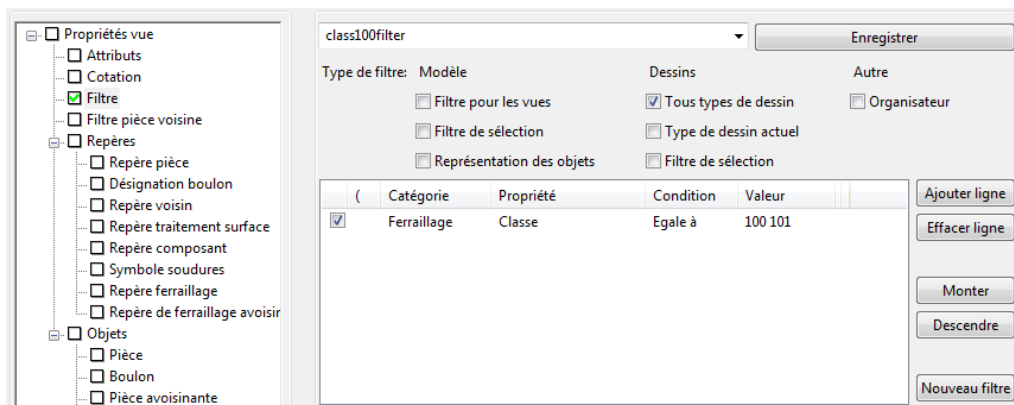 Propriétés vue
Attributs
Cotation
Filtre
Filtre pièce voisine
Repères
Repère pièce
Désignation boulon
Repère voisin
Repère traitement surface
Repère composant
Symbole soudures
Repère ferraillage
Repère de ferraillage avoisir
Objets
Pièce
Boulon
Pièce avoisinante
class100filter Enregistrer
Type de filtre: Modèle Dessins Autre
Filtre pour les vues Tous types de dessin Organisateur
Filtre de sélection Type de dessin actuel
Représentation des objets Filtre de sélection
( Catégorie Propriété Condition Valeur
Ferraillage Classe Egale à 100 101
Ajouter ligne
Effacer ligne
Monter
Descendre
Nouveau filtre